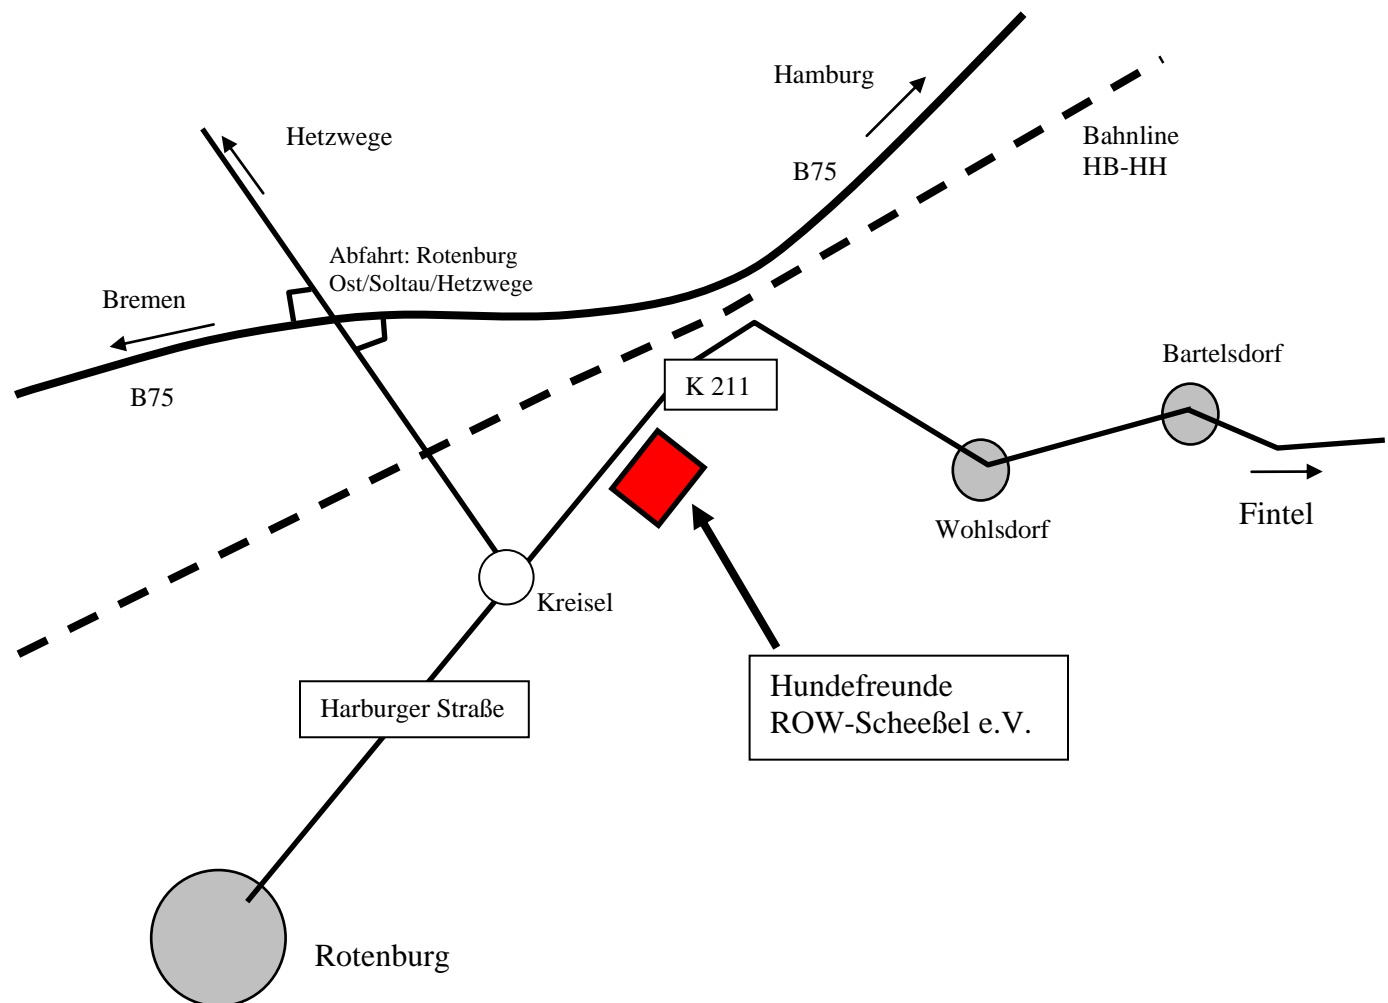 Hamburg
Hetzwege
Bahnline
HB-HH
B75
Abfahrt: Rotenburg
Ost/Soltau/Hetzwege
Bremen
B75
K 211
Bartelsdorf
Wohlsdorf
Fintel
Kreisel
Harburger Straße
Hundefreunde
ROW-Scheeßel e.V.
Rotenburg